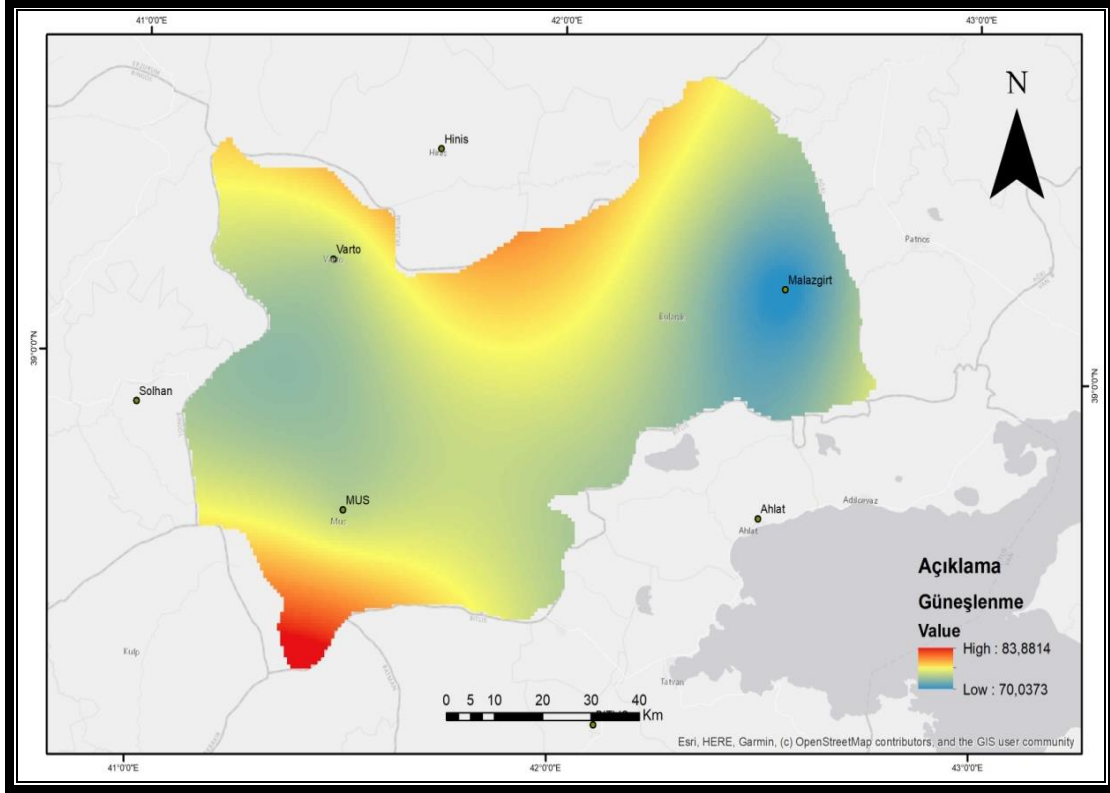 41°0'0"E
42°0'0"E
43°0'0"E
N
Hinis
Varto
Patnos
Malazgirt
Bulanık
39°0'0"N
39°0'0"N
Solhan
MUS
Mus
Ahlat
Ahlat
Adilcevaz
Kulp
Tatvan
Açıklama
Güneşlenme
Value
High : 83,8814
Low : 70,0373
0 5 10 20 30 40
Km
Esri, HERE, Garmin, (c) OpenStreetMap contributors, and the GIS user community
41°0'0"E
42°0'0"E
43°0'0"E